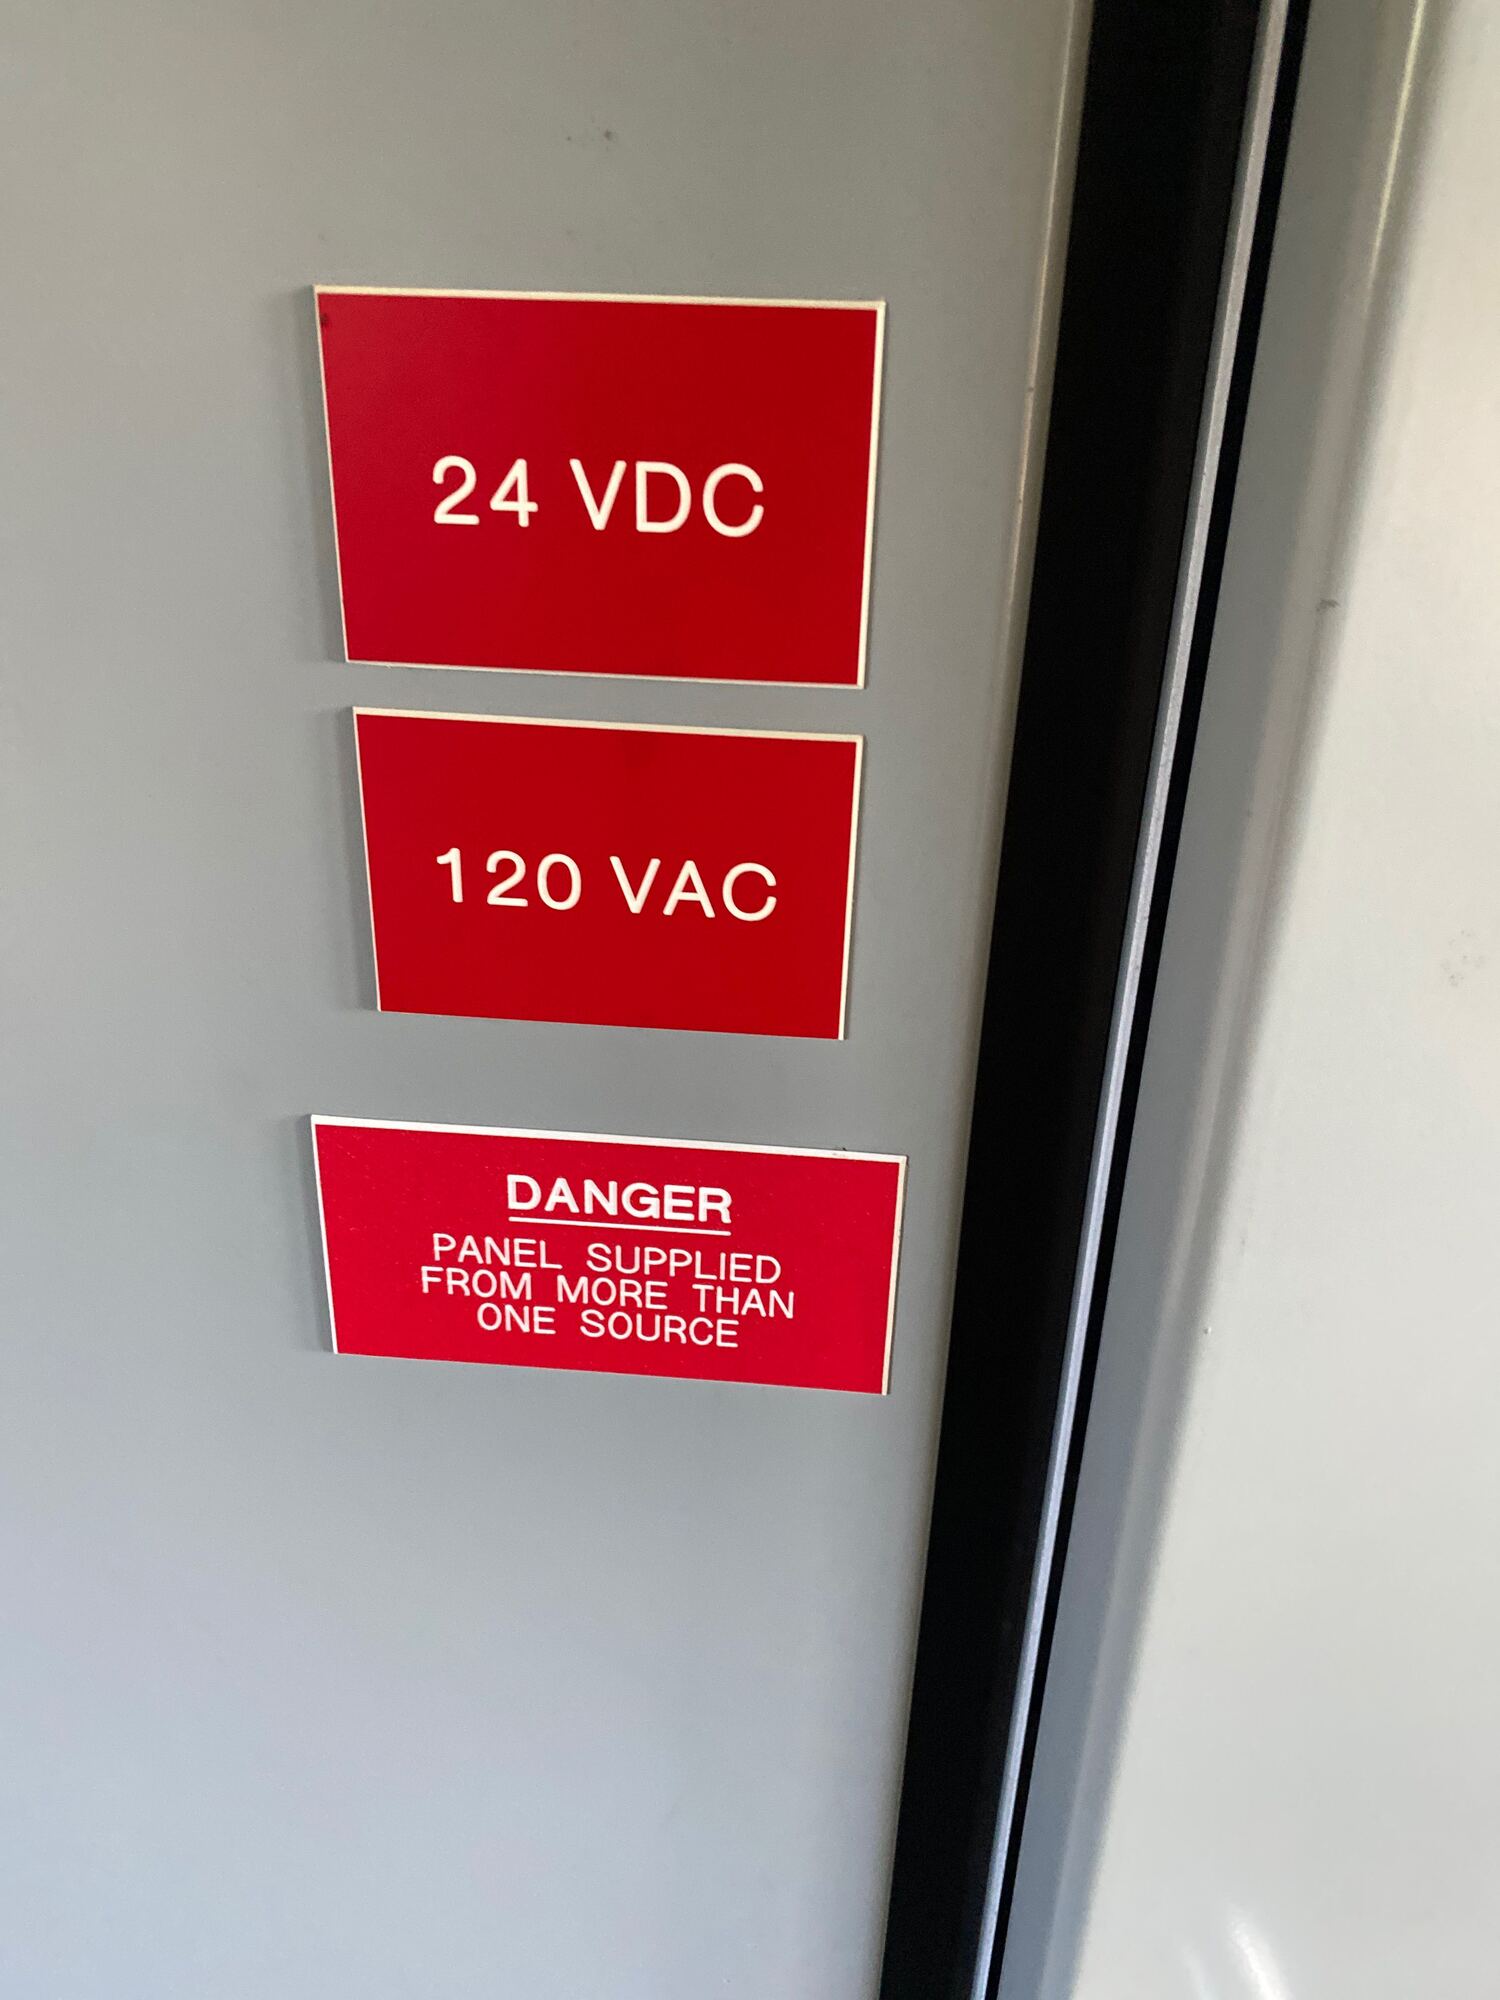 24 VDC
120 VAC
DANGER
PANEL SUPPLIED
FROM MORE THAN
ONE SOURCE